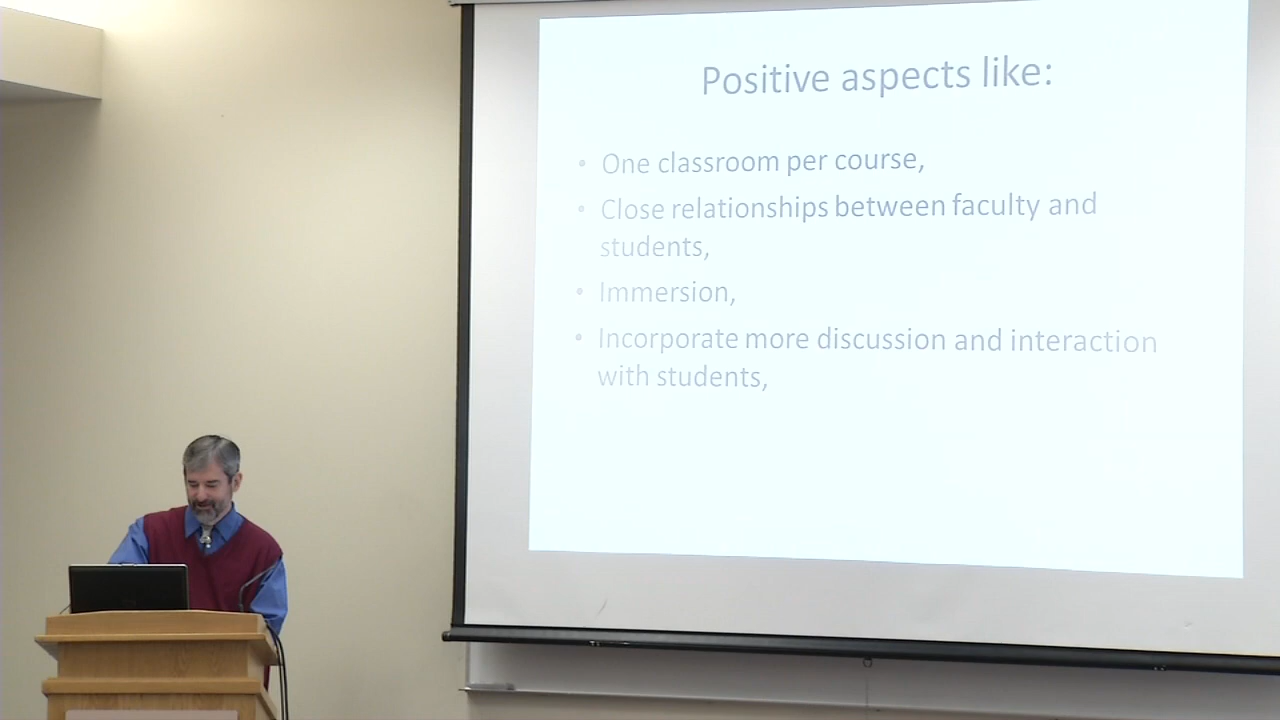 Positive aspects like:
• One classroom per course,
• Close relationships between faculty and
students,
• Immersion,
• Incorporate more discussion and interaction
with students,